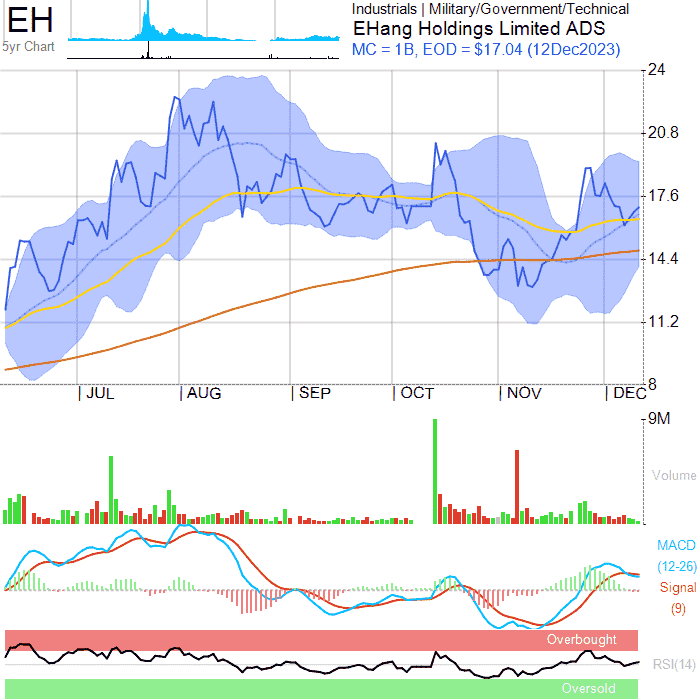 EH
5yr Chart
Industrials | Military/Government/Technical
EHang Holdings Limited ADS
MC = 1B, EOD = $17.04 (12Dec2023)
24
20.8
17.6
14.4
11.2
8
JUL
AUG
SEP
OCT
NOV
DEC
9M
Volume
MACD
(12-26)
Signal
(9)
Overbought
RSI(14)
Oversold